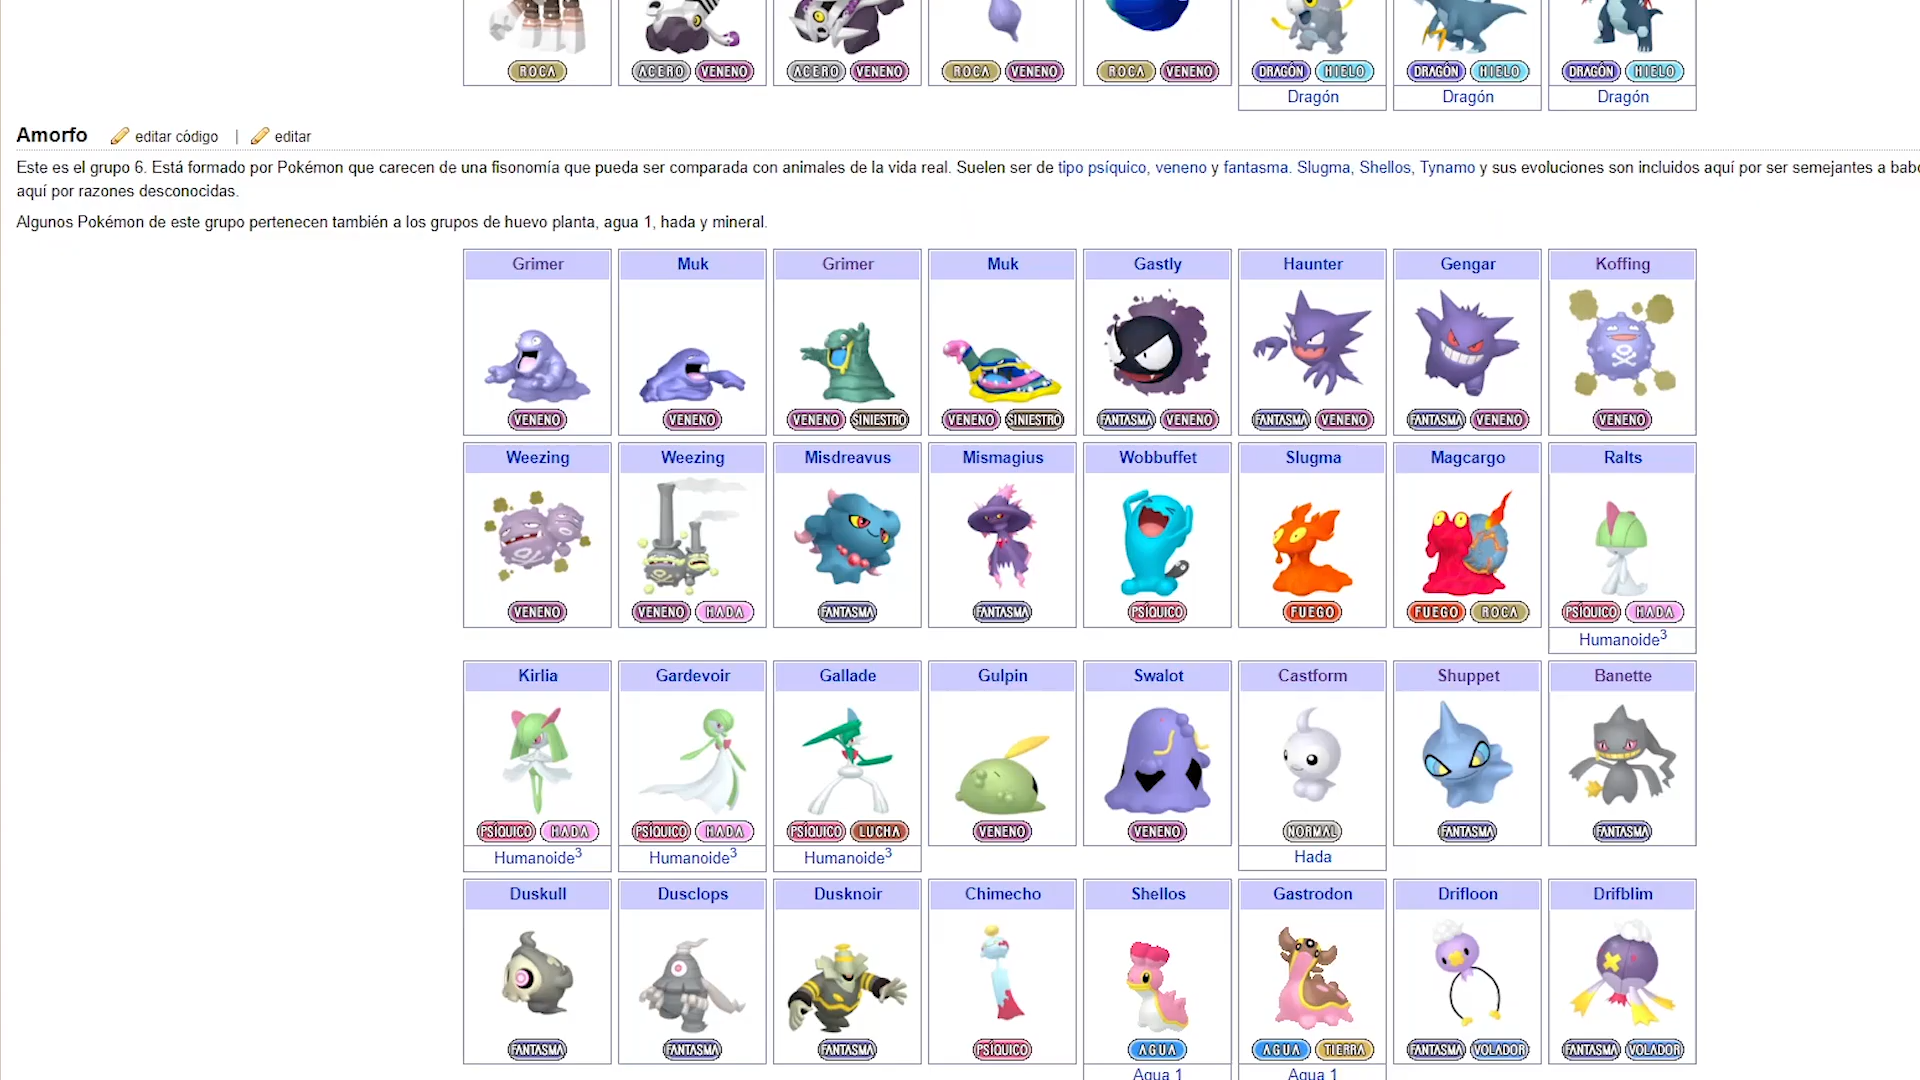 ROCA ACERO VENENO ACERO VENENO ROCA VENENO ROCA VENENO DRAGÓN HIELO DRAGÓN HIELO DRAGÓN HIELO
Dragón Dragón Dragón
Amorfo editar código | editar
Este es el grupo 6. Está formado por Pokémon que carecen de una fisonomía que pueda ser comparada con animales de la vida real. Suelen ser de tipo psíquico, veneno y fantasma. Slugma, Shellos, Tynamo y sus evoluciones son incluidos aquí por ser semejantes a
aquí por razones desconocidas.
Algunos Pokémon de este grupo pertenecen también a los grupos de huevo planta, agua 1, hada y mineral.
Grimer Muk Grimer Muk Gastly Haunter Gengar Koffing
VENENO VENENO VENENO SINIESTRO VENENO SINIESTRO FANTASMA VENENO FANTASMA VENENO FANTASMA VENENO VENENO
Weezing Weezing Misdreavus Mismagius Wobbuffet Slugma Magcargo Ralts
VENENO VENENO HADA FANTASMA FANTASMA PSÍQUICO FUEGO FUEGO ROCA PSÍQUICO HADA
Humanoide3
Kirlia Gardevoir Gallade Gulpin Swalot Castform Shuppet Banette
PSÍQUICO HADA PSÍQUICO HADA PSÍQUICO LUCHA VENENO VENENO NORMAL FANTASMA FANTASMA
Humanoide3 Humanoide3 Humanoide3 Hada
Duskull Dusclops Dusknoir Chimecho Shellos Gastrodon Drifloon Drifblim
FANTASMA FANTASMA FANTASMA PSÍQUICO AGUA AGUA TIERRA FANTASMA VOLADOR FANTASMA VOLADOR
Agua 1 Agua 1